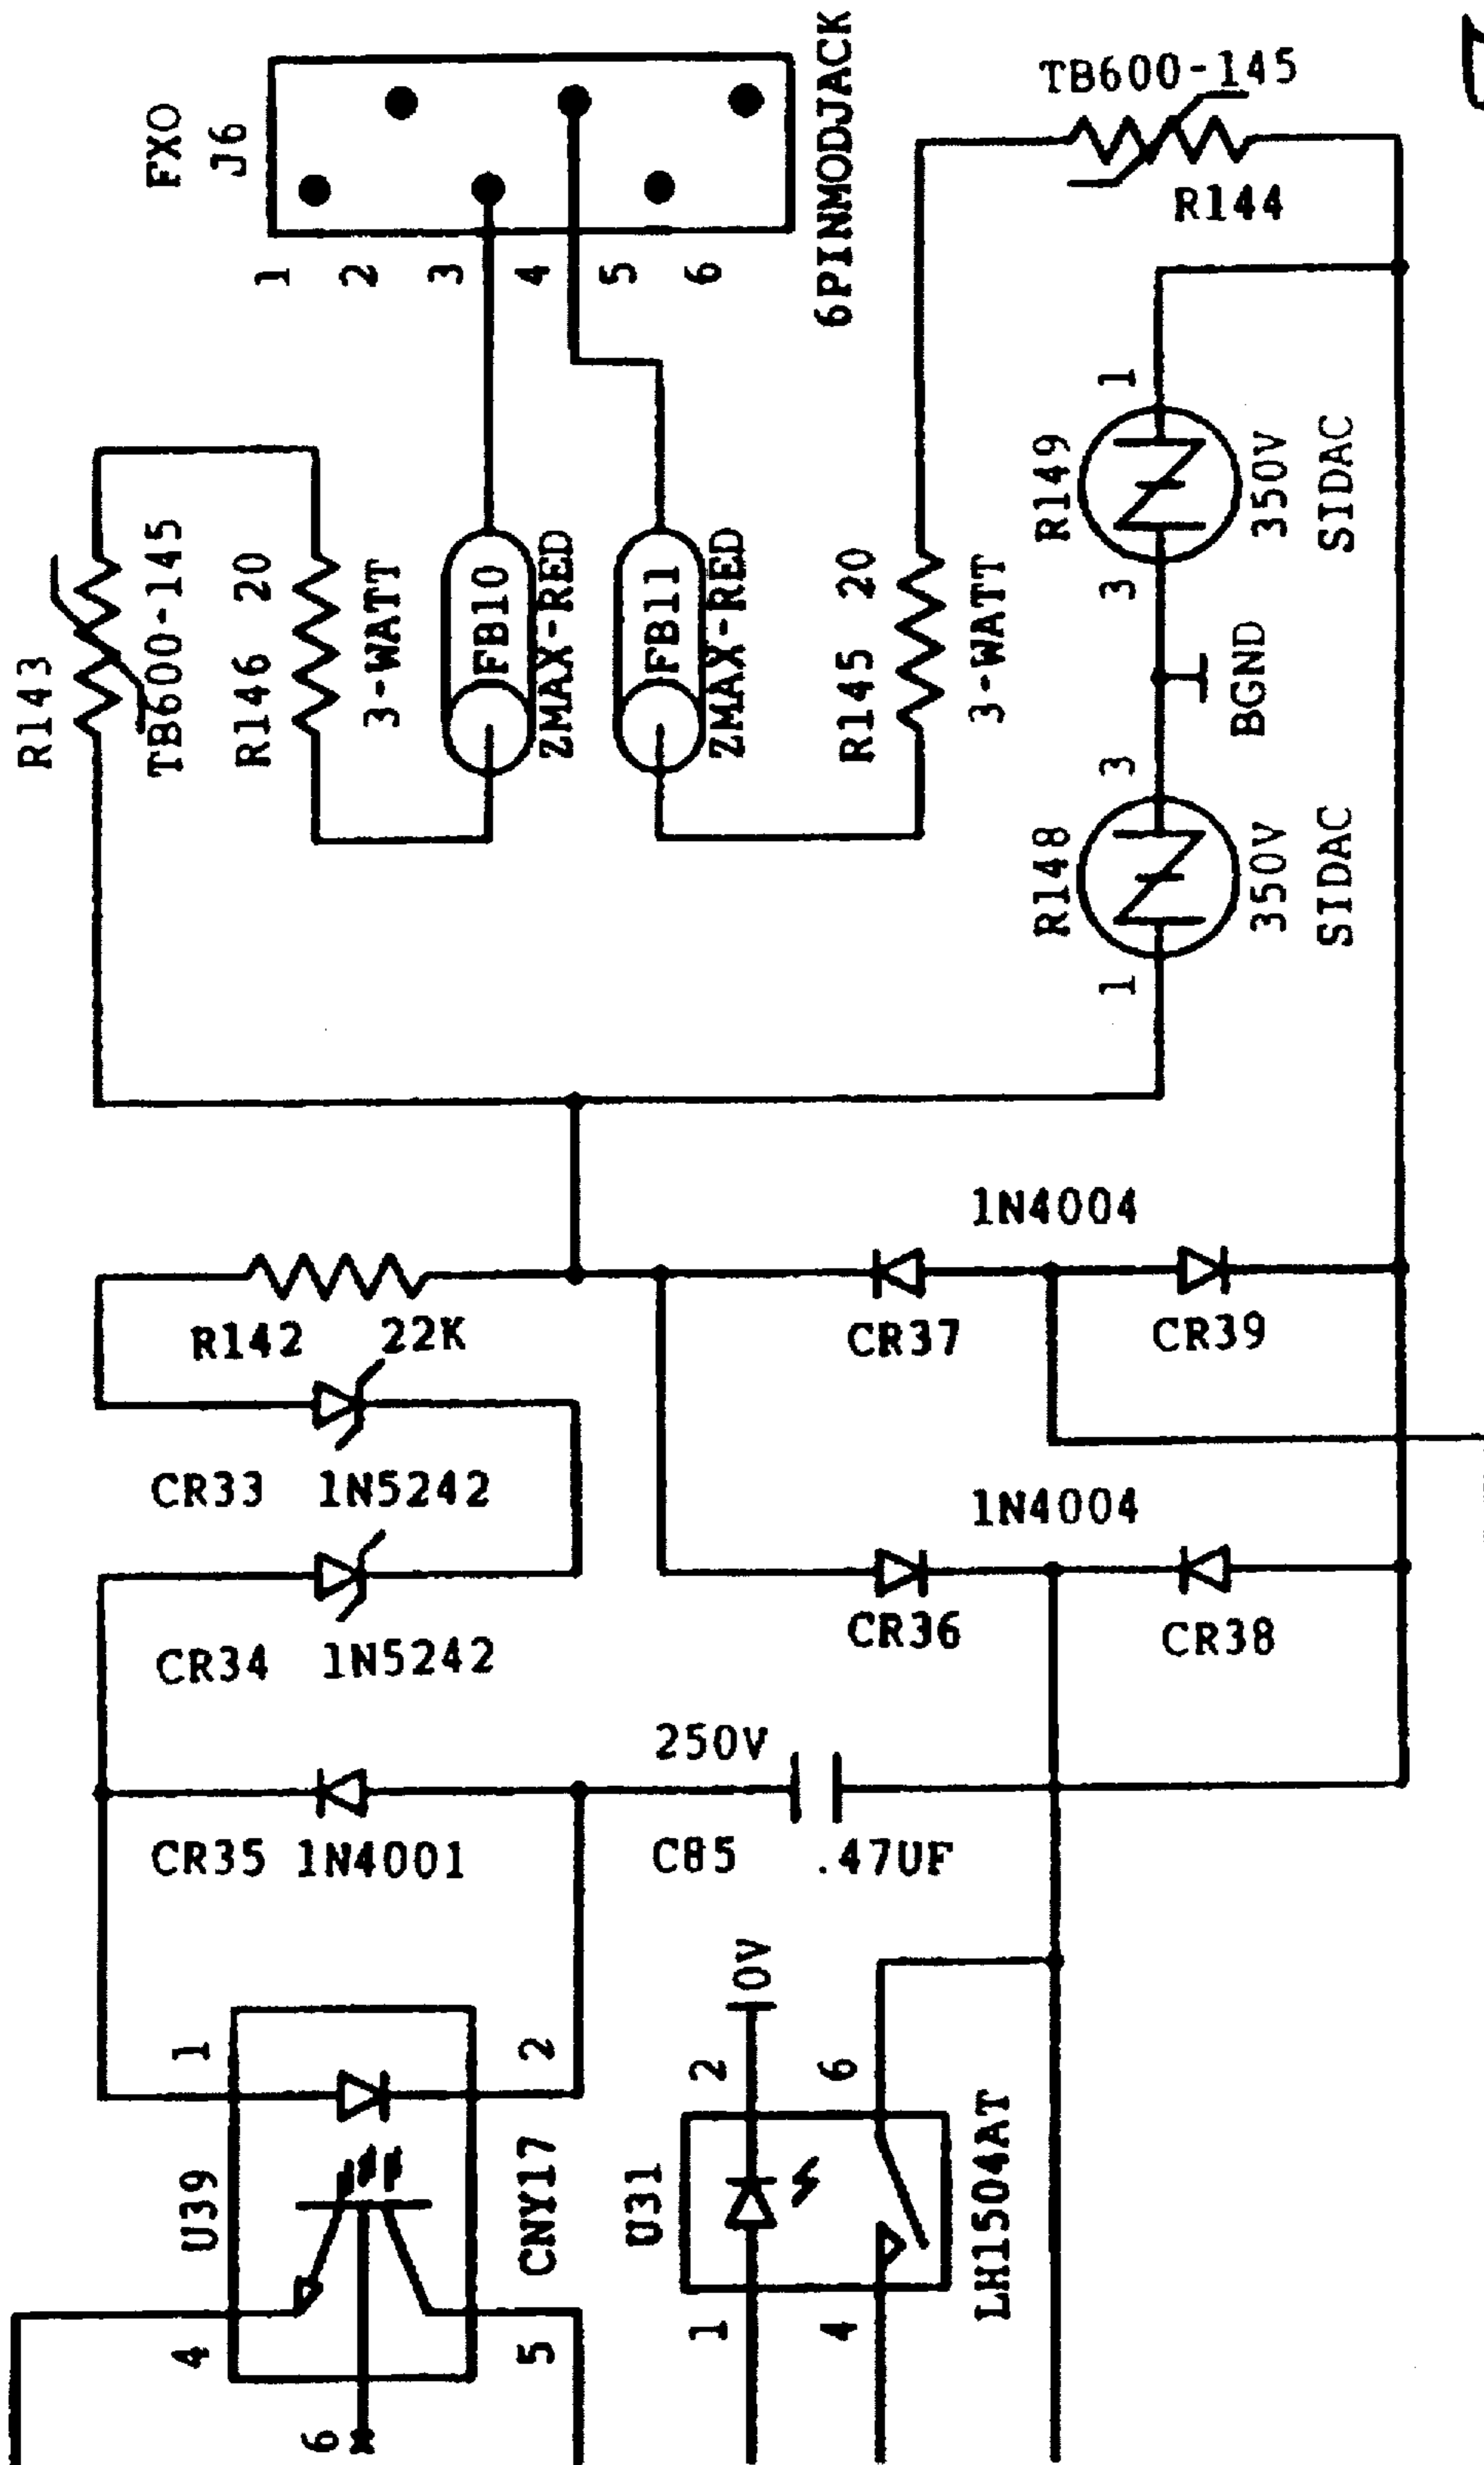 FXO
J6
1
2
3
4
5
6
6PINMODJACK
TB600-145
R144
R143
TB600-145
R146 20
3-WATT
FB10
ZMAX-RED
FB11
ZMAX-RED
R145 20
3-WATT
1
R149
350V
SIDAC
3
BGND
3
R148
350V
SIDAC
1
R142 22K
1N4004
CR37
CR39
CR33 1N5242
1N4004
CR36
CR38
CR34 1N5242
250V
CR35 1N4001
C85 .47UF
0V
1
2
U39
CNY17
4
5
6
2
6
U31
LH1504AT
1
4